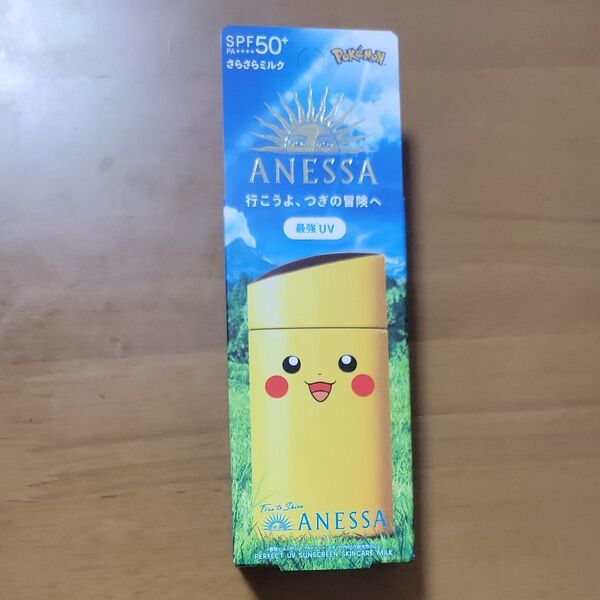 SPF50+
PA++++
さらさらミルク
POKÉMON
ANESSA
行こうよ、つぎの冒険へ
最強UV
Free to Shine
ANESSA
PERFECT UV SUNSCREEN SKINCARE MILK